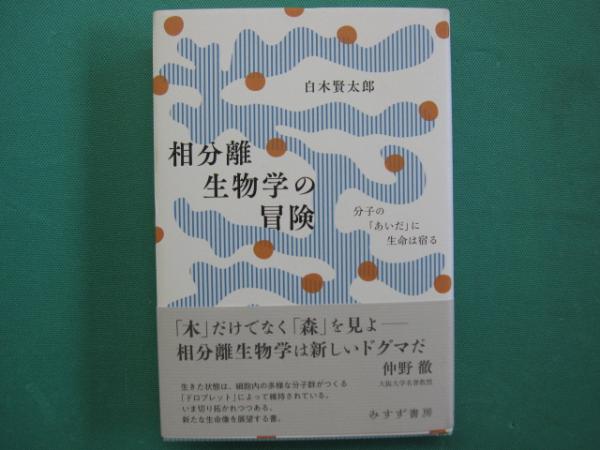 白木賢太郎
相分離
生物学の
冒険
分子の
「あいだ」に
生命は宿る
「木」だけでなく「森」を見よ――
相分離生物学は新しいドグマだ
仲野 徹
大阪大学名誉教授
生きた状態は、細胞内の多様な分子群がつくる
「ドロプレット」によって維持されている。
いま切り拓かれつつある、
新たな生命像を展望する書。
みすず書房